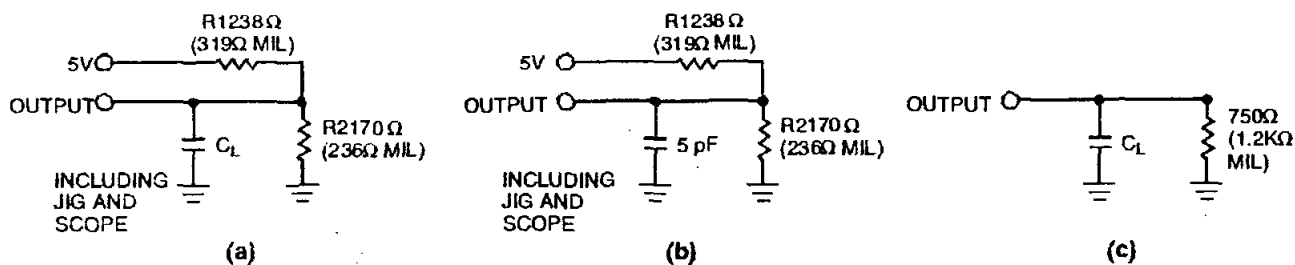 R1238Ω
(319Ω MIL)
5V
OUTPUT
CL
R2170Ω
(236Ω MIL)
INCLUDING
JIG AND
SCOPE
(a)
R1238Ω
(319Ω MIL)
5V
OUTPUT
5 pF
R2170Ω
(236Ω MIL)
INCLUDING
JIG AND
SCOPE
(b)
OUTPUT
CL
750Ω
(1.2KΩ
MIL)
(c)